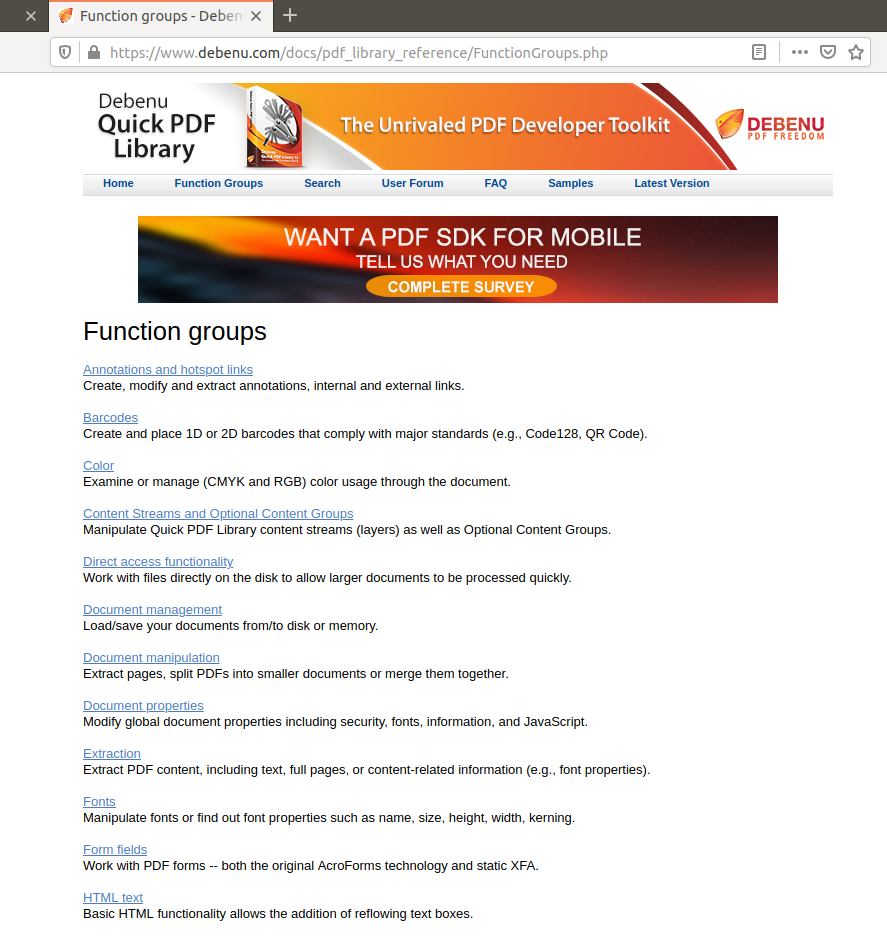 Function groups - Deben
https://www.debenu.com/docs/pdf_library_reference/FunctionGroups.php
Debenu
Quick PDF
Library
The Unrivaled PDF Developer Toolkit
DEBENU
PDF FREEDOM
Home Function Groups Search User Forum FAQ Samples Latest Version
WANT A PDF SDK FOR MOBILE
TELL US WHAT YOU NEED
COMPLETE SURVEY
Function groups
Annotations and hotspot links
Create, modify and extract annotations, internal and external links.
Barcodes
Create and place 1D or 2D barcodes that comply with major standards (e.g., Code128, QR Code).
Color
Examine or manage (CMYK and RGB) color usage through the document.
Content Streams and Optional Content Groups
Manipulate Quick PDF Library content streams (layers) as well as Optional Content Groups.
Direct access functionality
Work with files directly on the disk to allow larger documents to be processed quickly.
Document management
Load/save your documents from/to disk or memory.
Document manipulation
Extract pages, split PDFs into smaller documents or merge them together.
Document properties
Modify global document properties including security, fonts, information, and JavaScript.
Extraction
Extract PDF content, including text, full pages, or content-related information (e.g., font properties).
Fonts
Manipulate fonts or find out font properties such as name, size, height, width, kerning.
Form fields
Work with PDF forms -- both the original AcroForms technology and static XFA.
HTML text
Basic HTML functionality allows the addition of reflowing text boxes.